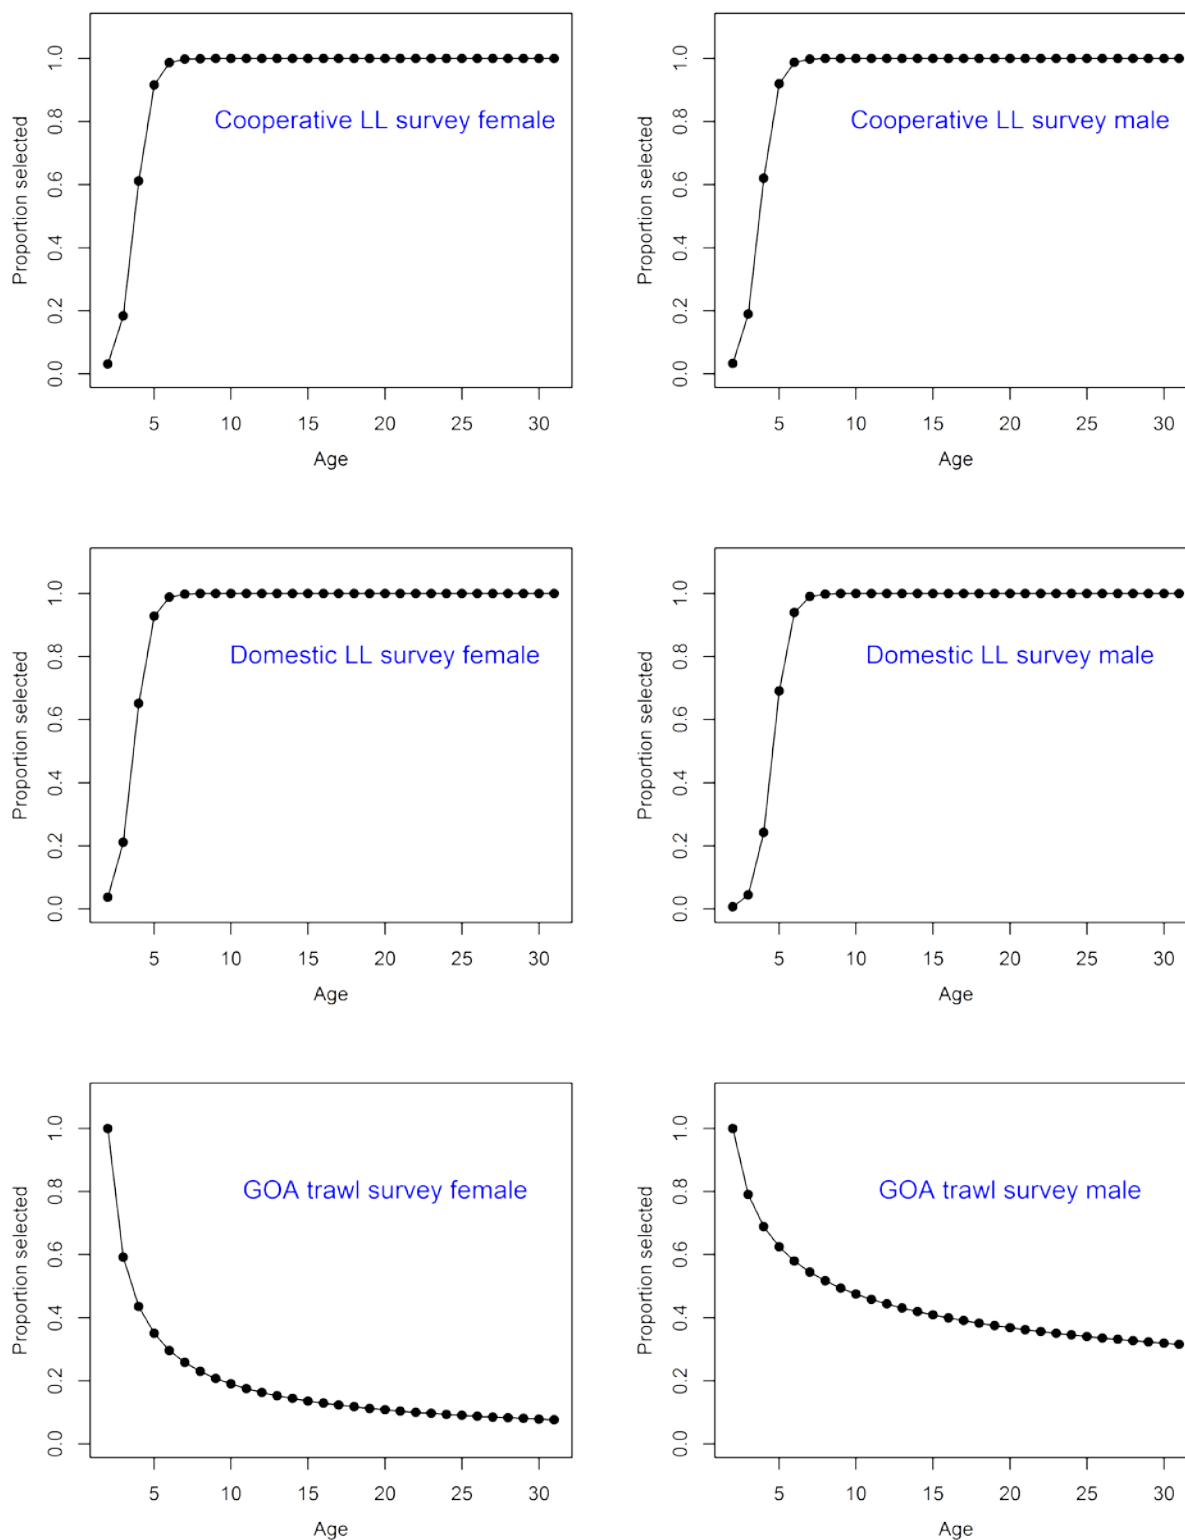 Proportion selected
0.0 0.2 0.4 0.6 0.8 1.0
Cooperative LL survey female
5 10 15 20 25 30
Age
Proportion selected
0.0 0.2 0.4 0.6 0.8 1.0
Cooperative LL survey male
5 10 15 20 25 30
Age
Proportion selected
0.0 0.2 0.4 0.6 0.8 1.0
Domestic LL survey female
5 10 15 20 25 30
Age
Proportion selected
0.0 0.2 0.4 0.6 0.8 1.0
Domestic LL survey male
5 10 15 20 25 30
Age
Proportion selected
0.0 0.2 0.4 0.6 0.8 1.0
GOA trawl survey female
5 10 15 20 25 30
Age
Proportion selected
0.0 0.2 0.4 0.6 0.8 1.0
GOA trawl survey male
5 10 15 20 25 30
Age